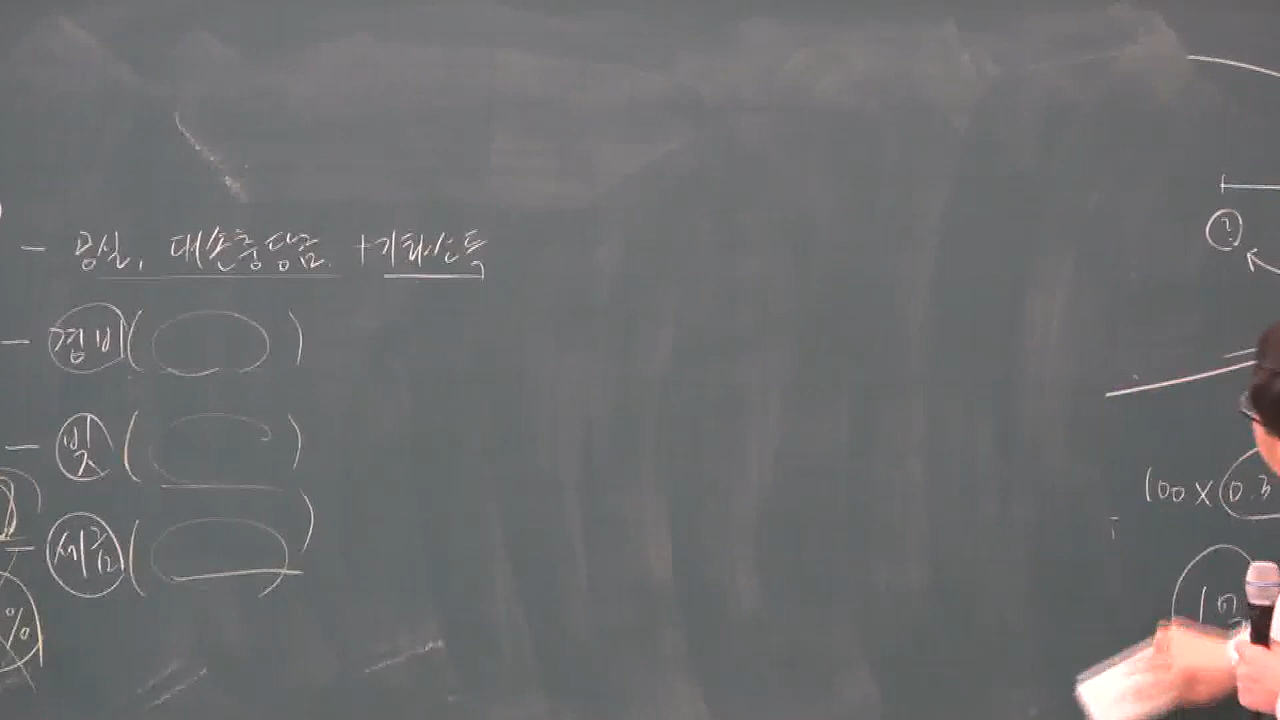 - 공실, 대손충당금 + 기타소득
- 경비 ( )
- 빚 ( )
- 세금 ( )
%
?
100 x 0.3